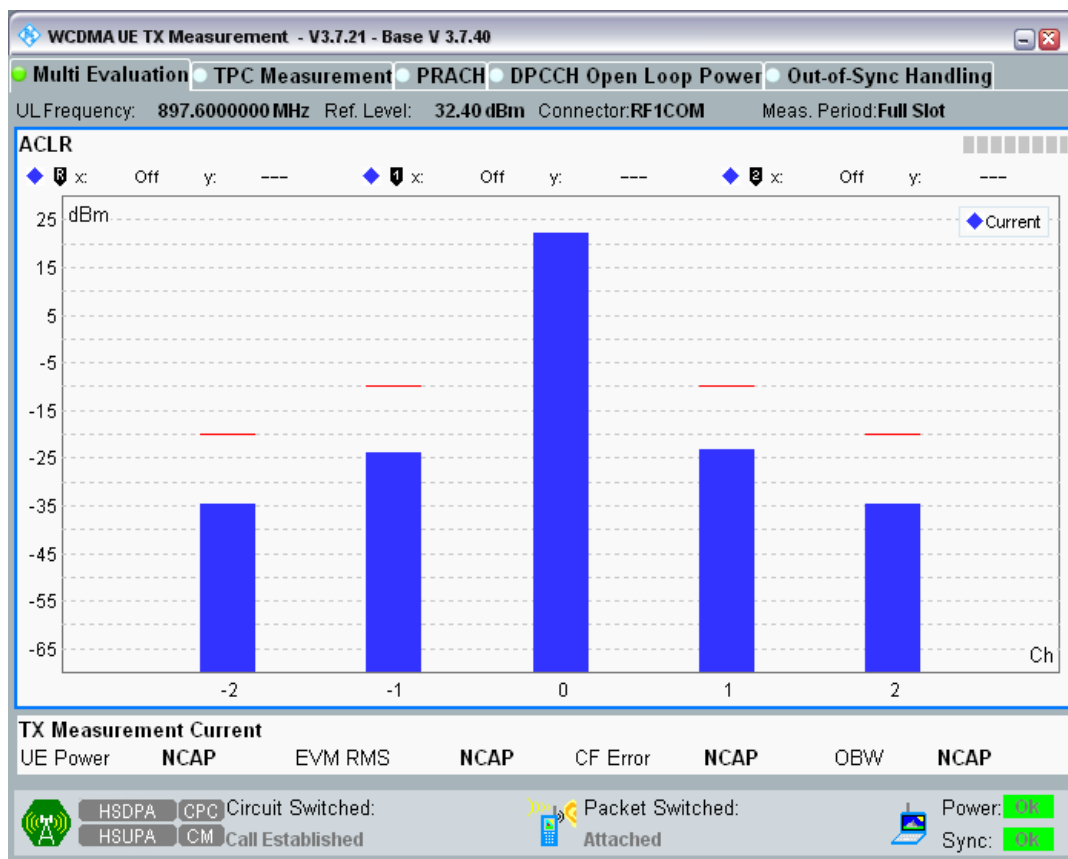 WCDMA UE TX Measurement - V3.7.21 - Base V 3.7.40
Multi Evaluation TPC Measurement PRACH DPCCH Open Loop Power Out-of-Sync Handling
UL Frequency: 897.6000000 MHz Ref. Level: 32.40 dBm Connector:RF1COM Meas. Period:Full Slot
ACLR
R x: Off y: --- 1 x: Off y: --- 2 x: Off y: ---
25 dBm
Current
15
5
-5
-15
-25
-35
-45
-55
-65
Ch
-2 -1 0 1 2
TX Measurement Current
UE Power NCAP EVM RMS NCAP CF Error NCAP OBW NCAP
HSDPA CPC Circuit Switched: Packet Switched: Power: Ok
HSUPA CM Call Established Attached Sync: Ok